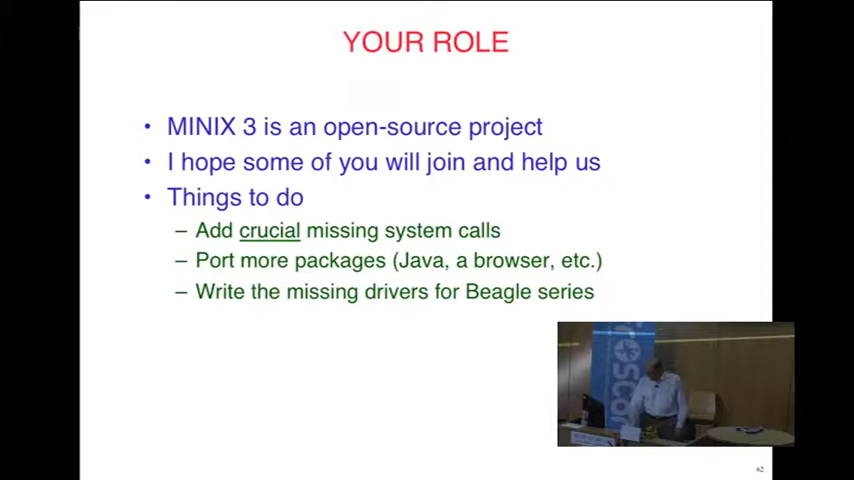 YOUR ROLE
• MINIX 3 is an open-source project
• I hope some of you will join and help us
• Things to do
– Add crucial missing system calls
– Port more packages (Java, a browser, etc.)
– Write the missing drivers for Beagle series
62